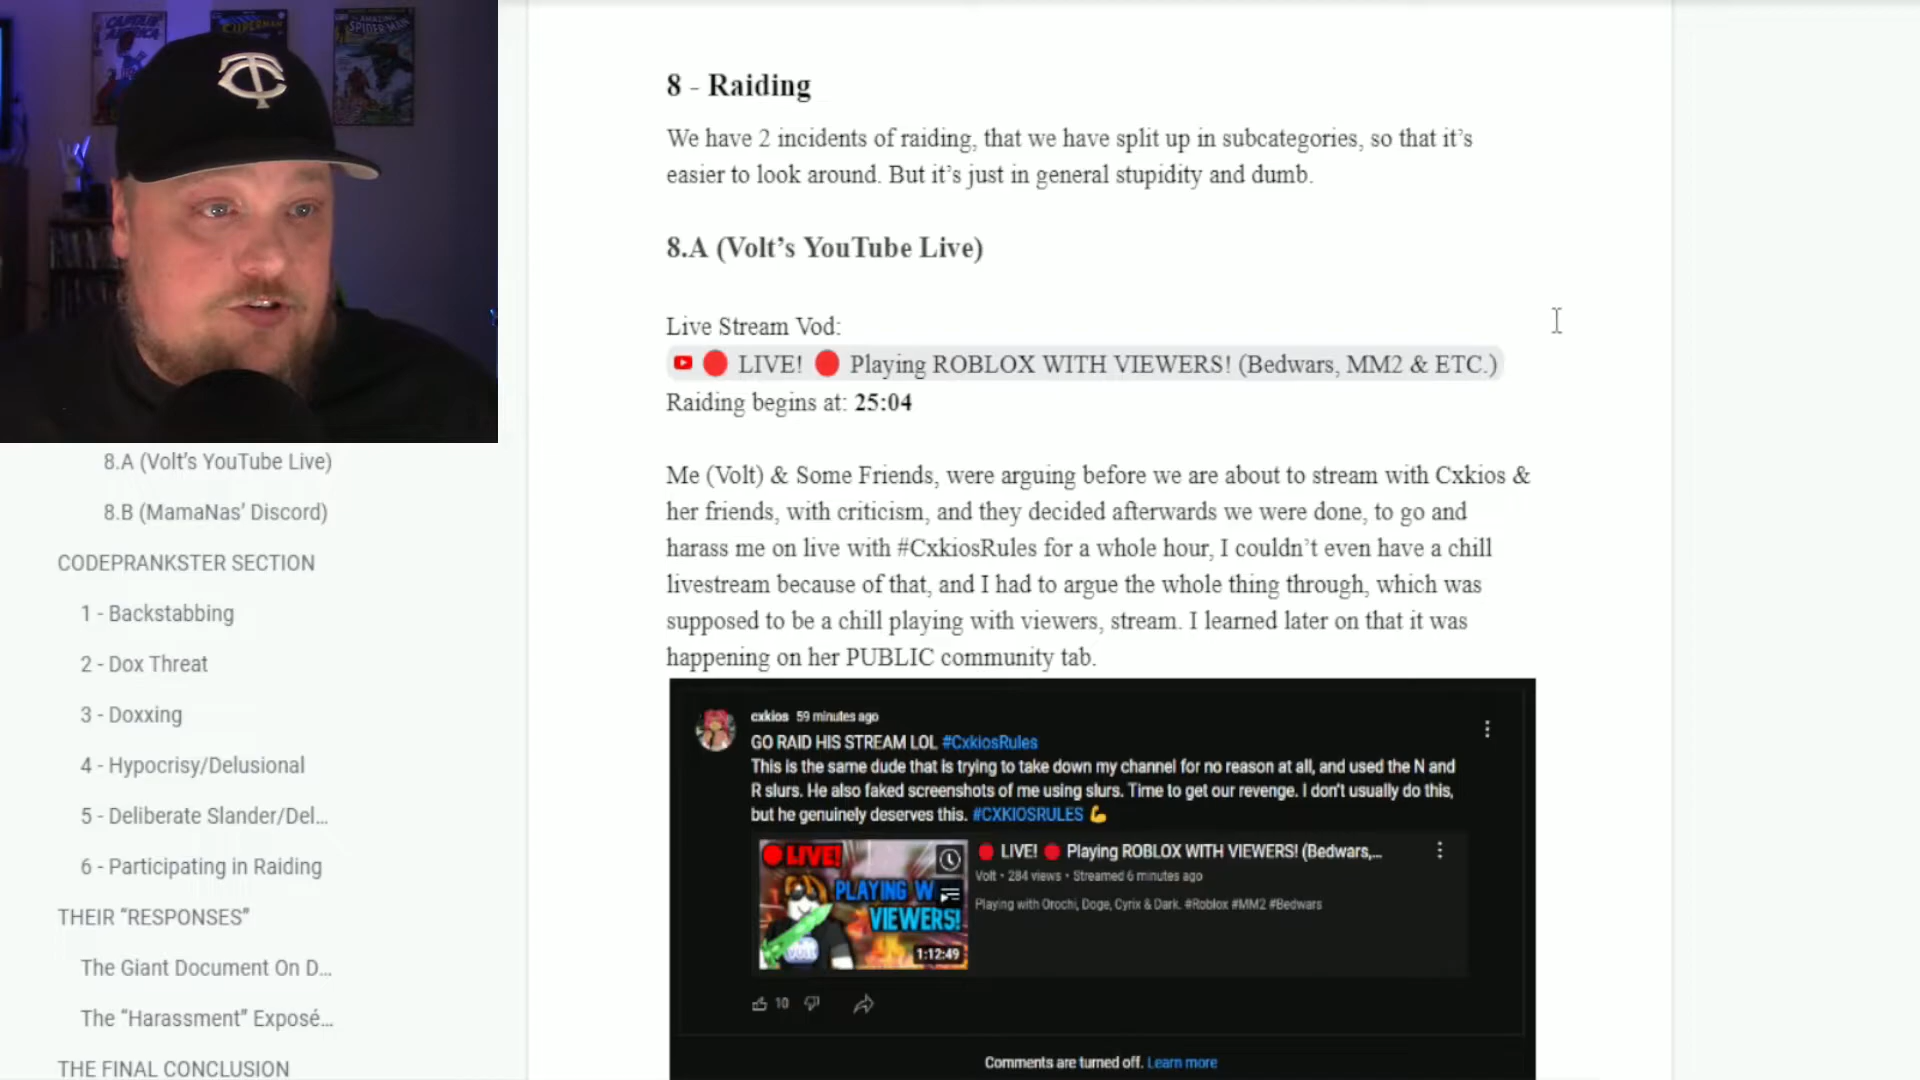 CAPTAIN AMERICA
SUPERMAN
THE AMAZING
SPIDER-MAN
TC
8 - Raiding
We have 2 incidents of raiding, that we have split up in subcategories, so that it's
easier to look around. But it's just in general stupidity and dumb.
8.A (Volt's YouTube Live)
Live Stream Vod:
🔴 LIVE! 🔴 Playing ROBLOX WITH VIEWERS! (Bedwars, MM2 & ETC.)
Raiding begins at: 25:04
Me (Volt) & Some Friends, were arguing before we are about to stream with Cxkios &
her friends, with criticism, and they decided afterwards we were done, to go and
harass me on live with #CxkiosRules for a whole hour, I couldn't even have a chill
livestream because of that, and I had to argue the whole thing through, which was
supposed to be a chill playing with viewers, stream. I learned later on that it was
happening on her PUBLIC community tab.
cxkios 59 minutes ago
GO RAID HIS STREAM LOL #CxkiosRules
This is the same dude that is trying to take down my channel for no reason at all, and used the N and
R slurs. He also faked screenshots of me using slurs. Time to get our revenge. I don't usually do this,
but he genuinely deserves this. #CXKIOSRULES 💪
LIVE!
PLAYING W
VIEWERS!
1:12:49
🔴 LIVE! 🔴 Playing ROBLOX WITH VIEWERS! (Bedwars,...
Volt • 284 views • Streamed 6 minutes ago
Playing with Orochi, Doge, Cyrix & Dark. #Roblox #MM2 #Bedwars
10
Comments are turned off. Learn more
8.A (Volt's YouTube Live)
8.B (MamaNas' Discord)
CODEPRANKSTER SECTION
1 - Backstabbing
2 - Dox Threat
3 - Doxxing
4 - Hypocrisy/Delusional
5 - Deliberate Slander/Del...
6 - Participating in Raiding
THEIR "RESPONSES"
The Giant Document On D...
The "Harassment" Exposé...
THE FINAL CONCLUSION